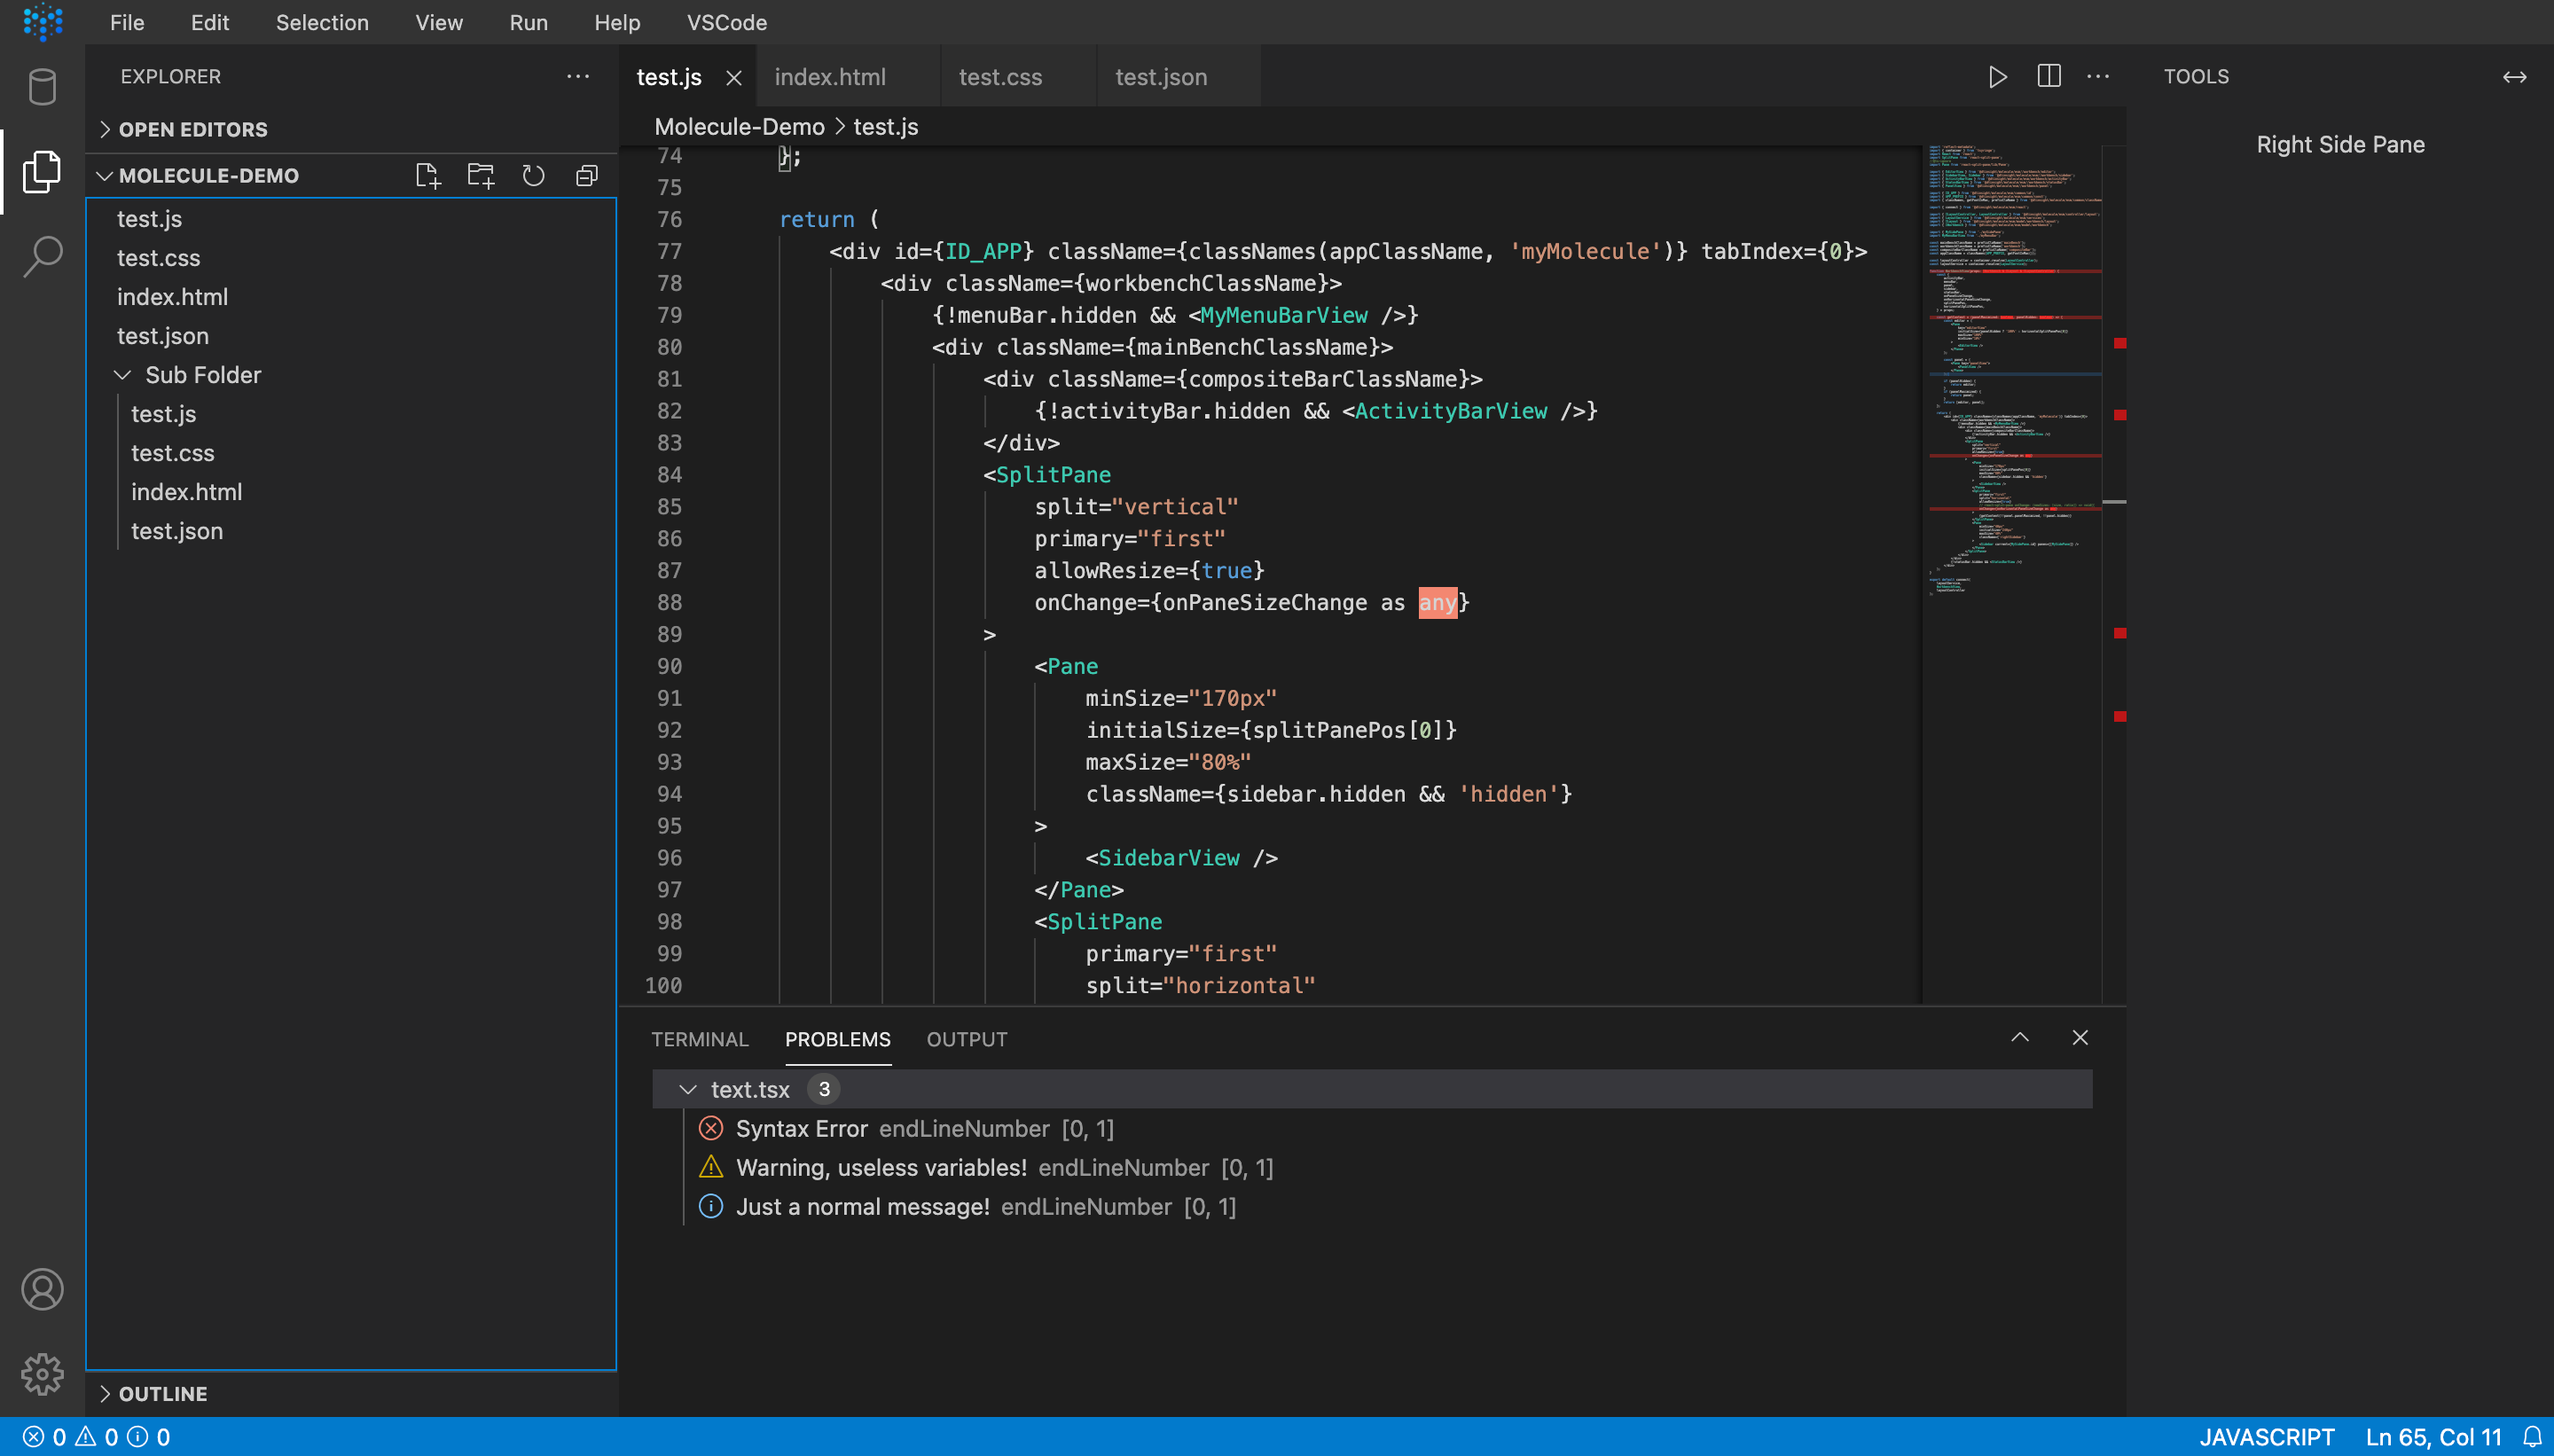 File Edit Selection View Run Help VSCode
EXPLORER
OPEN EDITORS
MOLECULE-DEMO
test.js
test.css
index.html
test.json
Sub Folder
test.js
test.css
index.html
test.json
OUTLINE
test.js index.html test.css test.json
Molecule-Demo > test.js
74 };
75
76 return (
77 <div id={ID_APP} className={classNames(appClassName, 'myMolecule')} tabIndex={0}>
78 <div className={workbenchClassName}>
79 {!menuBar.hidden && <MyMenuBarView />}
80 <div className={mainBenchClassName}>
81 <div className={compositeBarClassName}>
82 {!activityBar.hidden && <ActivityBarView />}
83 </div>
84 <SplitPane
85 split="vertical"
86 primary="first"
87 allowResize={true}
88 onChange={onPaneSizeChange as any}
89 >
90 <Pane
91 minSize="170px"
92 initialSize={splitPanePos[0]}
93 maxSize="80%"
94 className={sidebar.hidden && 'hidden'}
95 >
96 <SidebarView />
97 </Pane>
98 <SplitPane
99 primary="first"
100 split="horizontal"
TERMINAL PROBLEMS OUTPUT
text.tsx 3
Syntax Error endLineNumber [0, 1]
Warning, useless variables! endLineNumber [0, 1]
Just a normal message! endLineNumber [0, 1]
TOOLS
Right Side Pane
0 0 0
JAVASCRIPT Ln 65, Col 11